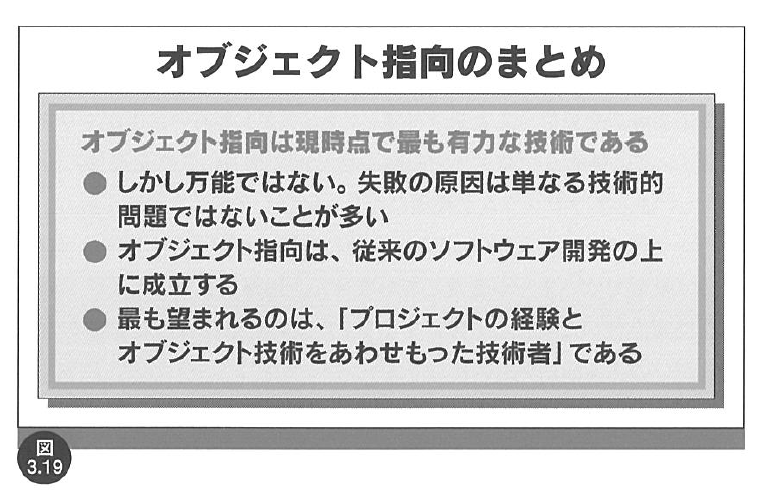 オブジェクト指向のまとめ
オブジェクト指向は現時点で最も有力な技術である
● しかし万能ではない。失敗の原因は単なる技術的
問題ではないことが多い
● オブジェクト指向は、従来のソフトウェア開発の上
に成立する
● 最も望まれるのは、「プロジェクトの経験と
オブジェクト技術をあわせもった技術者」である
図
3.19